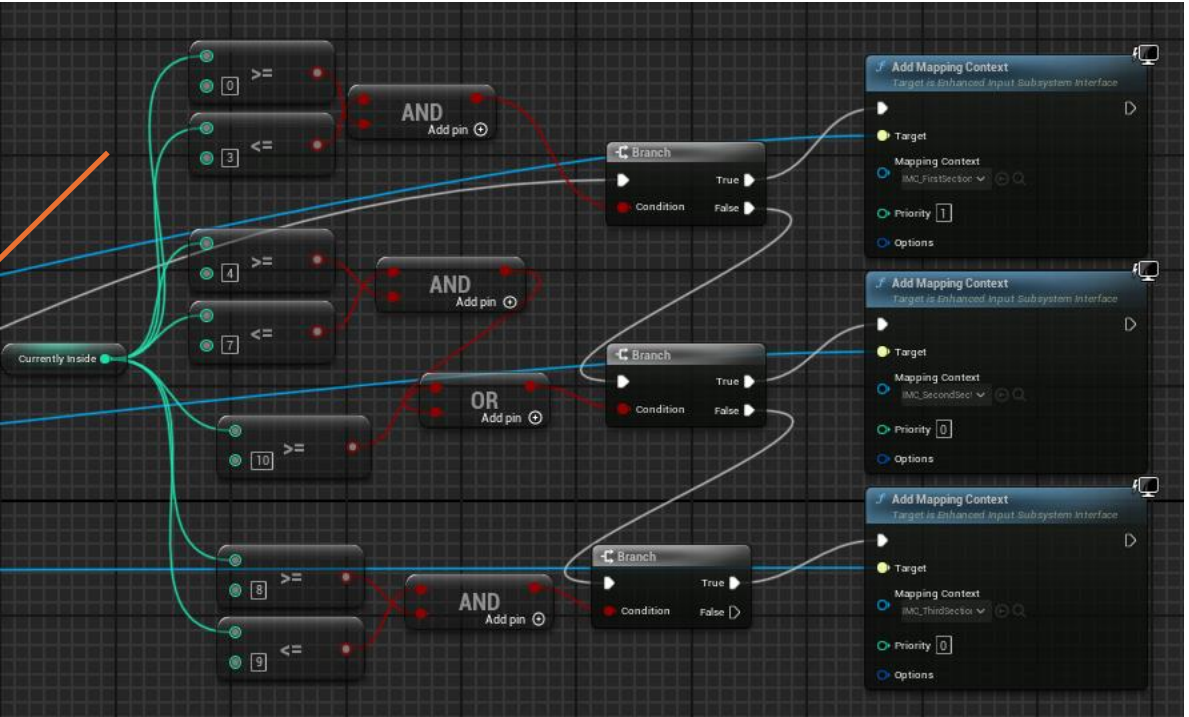 >=
0
<=
3
AND
Add pin
>=
4
<=
7
AND
Add pin
Currently Inside
OR
Add pin
>=
10
>=
8
<=
9
AND
Add pin
Branch
True
Condition
False
Branch
True
Condition
False
Branch
True
Condition
False
f Add Mapping Context
Target is Enhanced Input Subsystem Interface
Target
Mapping Context
IMC_FirstSection
Priority 1
Options
f Add Mapping Context
Target is Enhanced Input Subsystem Interface
Target
Mapping Context
IMC_SecondSect
Priority 0
Options
f Add Mapping Context
Target is Enhanced Input Subsystem Interface
Target
Mapping Context
IMC_ThirdSection
Priority 0
Options